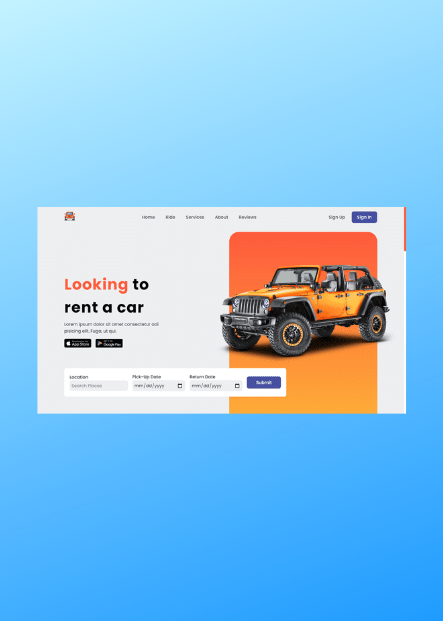 Home Ride Services About Reviews Sign Up Sign In
Looking to
rent a car
Lorem ipsum dolor sit amet consectetur adi
pisicing elit. Fuga, ut qui.
App Store Google Play
Location Pick-Up Date Return Date
Search Places mm/dd/yyyy mm/dd/yyyy Submit